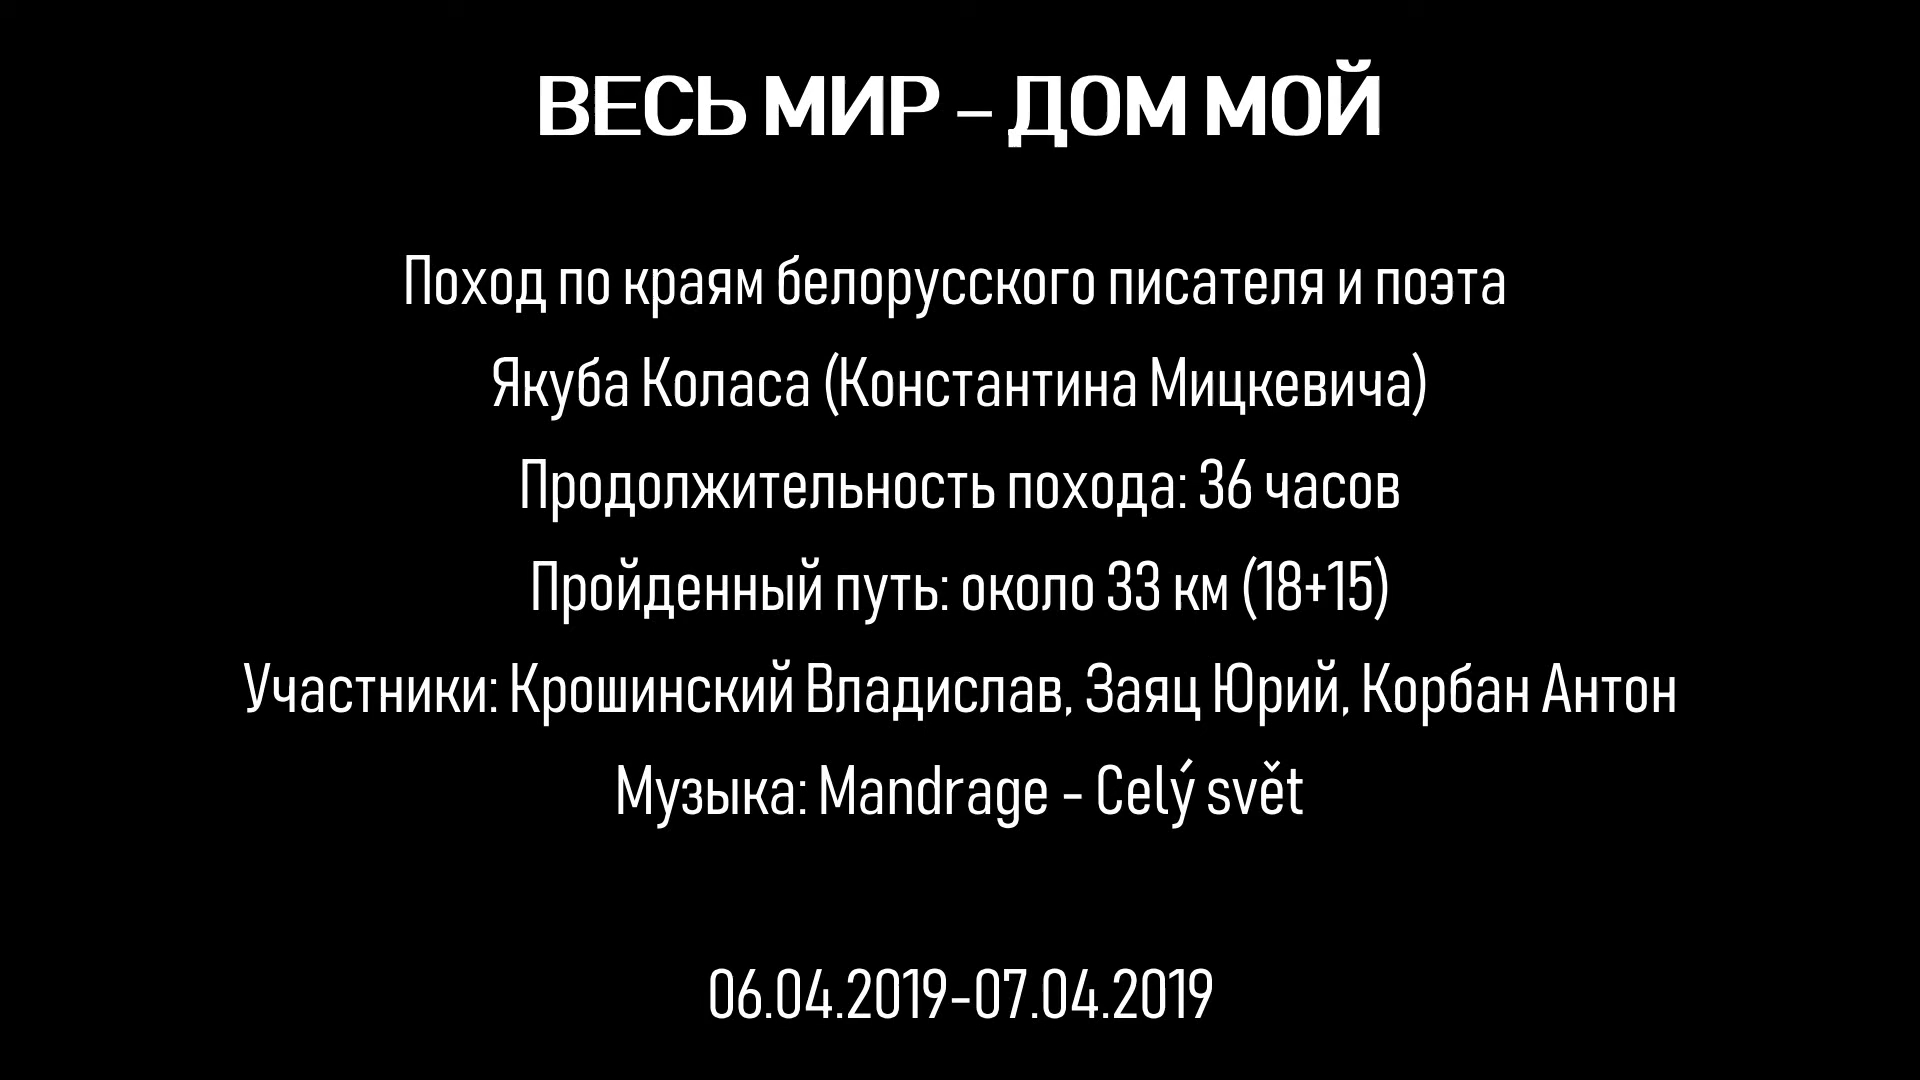 ВЕСЬ МИР – ДОМ МОЙ
Поход по краям белорусского писателя и поэта
Якуба Коласа (Константина Мицкевича)
Продолжительность похода: 36 часов
Пройденный путь: около 33 км (18+15)
Участники: Крошинский Владислав, Заяц Юрий, Корбан Антон
Музыка: Mandrage - Celý svět
06.04.2019-07.04.2019